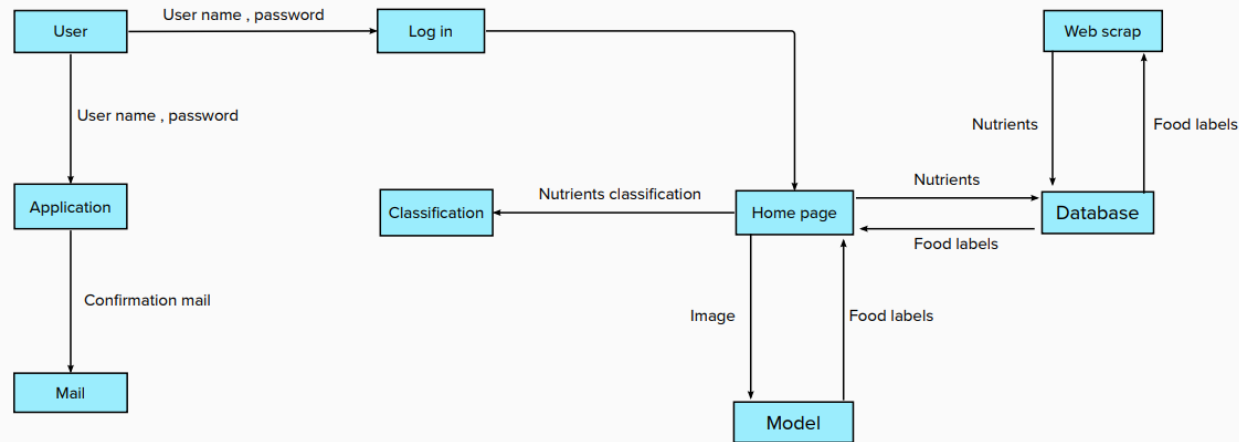 User name , password
User
Log in
Web scrap
User name , password
Nutrients
Food labels
Nutrients
Nutrients classification
Application
Classification
Home page
Database
Food labels
Confirmation mail
Image
Food labels
Mail
Model